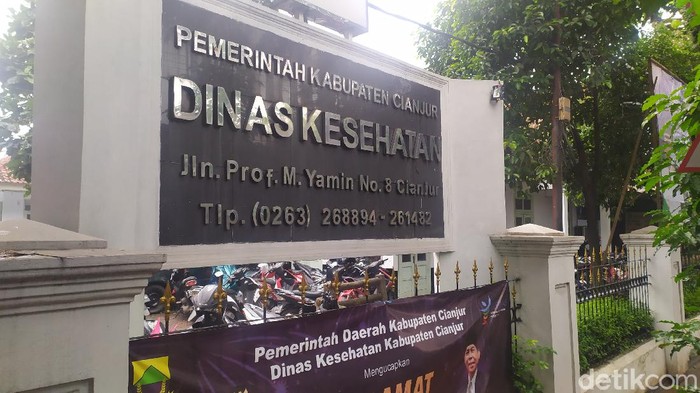 PEMERINTAH KABUPATEN CIANJUR
DINAS KESEHATAN
Jln. Prof. M. Yamin No. 8 Cianjur
Tlp. (0263) 268894 - 261482
Pemerintah Daerah Kabupaten Cianjur
Dinas Kesehatan Kabupaten Cianjur
Mengucapkan
AMAT
detikcom